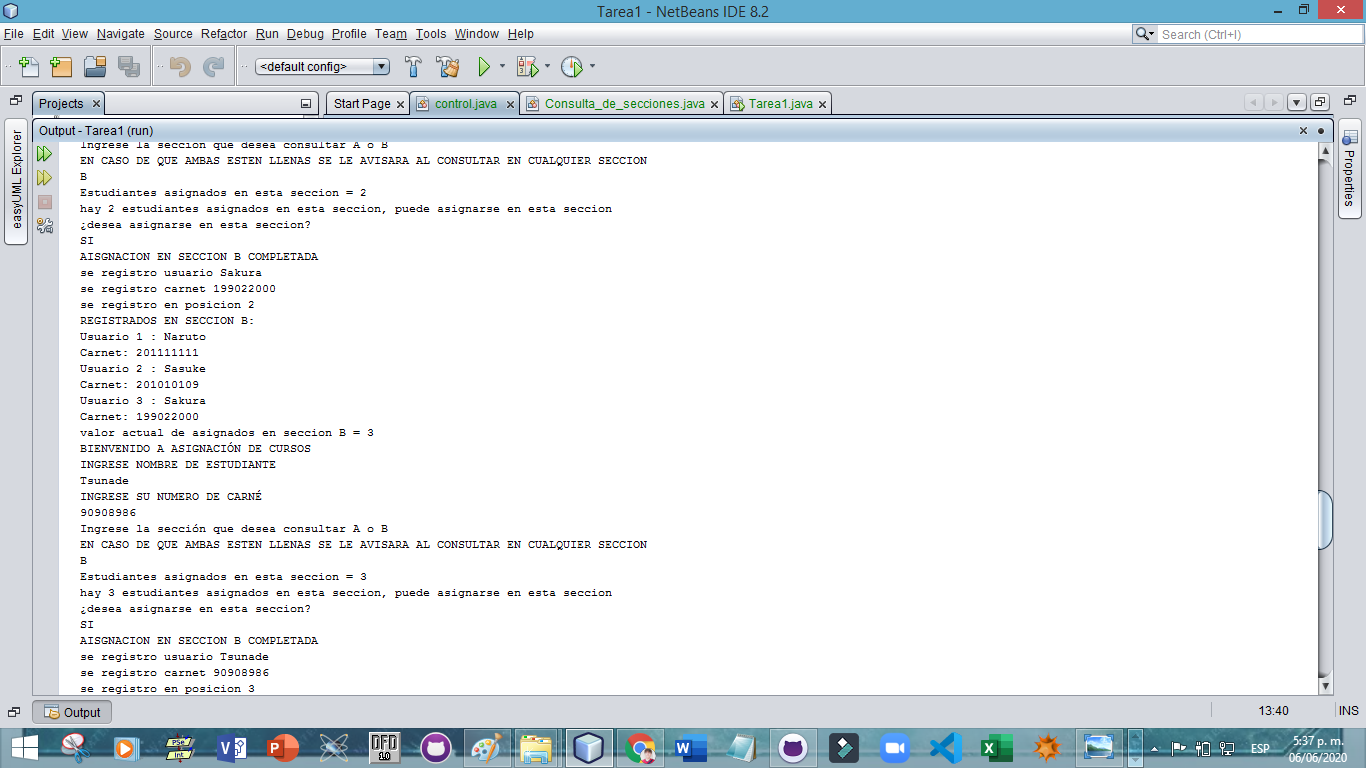 Tarea1 - NetBeans IDE 8.2
File Edit View Navigate Source Refactor Run Debug Profile Team Tools Window Help
Search (Ctrl+I)
<default config>
Projects
Start Page
control.java
Consulta_de_secciones.java
Tarea1.java
Output - Tarea1 (run)
easyUML Explorer
Properties
Ingrese la sección que desea consultar A o B
EN CASO DE QUE AMBAS ESTEN LLENAS SE LE AVISARA AL CONSULTAR EN CUALQUIER SECCION
B
Estudiantes asignados en esta seccion = 2
hay 2 estudiantes asignados en esta seccion, puede asignarse en esta seccion
¿desea asignarse en esta seccion?
SI
AISGNACION EN SECCION B COMPLETADA
se registro usuario Sakura
se registro carnet 199022000
se registro en posicion 2
REGISTRADOS EN SECCION B:
Usuario 1 : Naruto
Carnet: 201111111
Usuario 2 : Sasuke
Carnet: 201010109
Usuario 3 : Sakura
Carnet: 199022000
valor actual de asignados en seccion B = 3
BIENVENIDO A ASIGNACIÓN DE CURSOS
INGRESE NOMBRE DE ESTUDIANTE
Tsunade
INGRESE SU NUMERO DE CARNÉ
90908986
Ingrese la sección que desea consultar A o B
EN CASO DE QUE AMBAS ESTEN LLENAS SE LE AVISARA AL CONSULTAR EN CUALQUIER SECCION
B
Estudiantes asignados en esta seccion = 3
hay 3 estudiantes asignados en esta seccion, puede asignarse en esta seccion
¿desea asignarse en esta seccion?
SI
AISGNACION EN SECCION B COMPLETADA
se registro usuario Tsunade
se registro carnet 90908986
se registro en posicion 3
Output
13:40
INS
PSe
Int
DFD
1.0
ESP
5:37 p. m.
06/06/2020